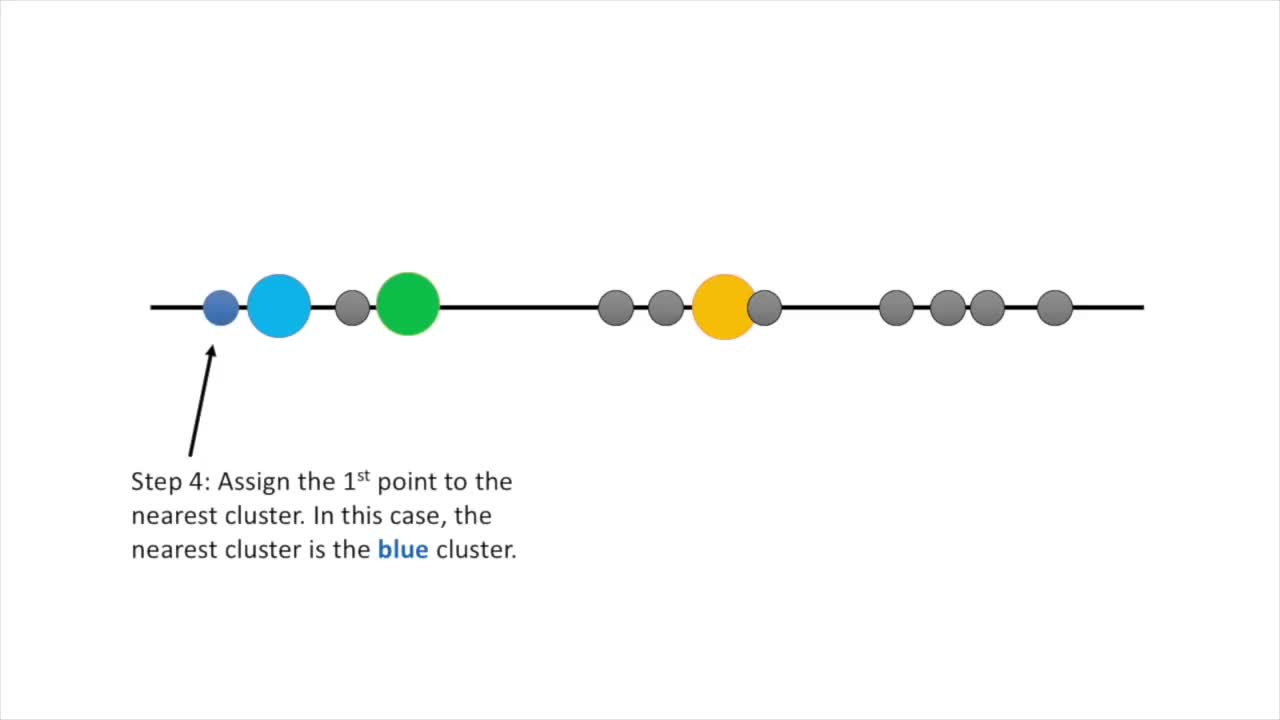 Step 4: Assign the 1st point to the
nearest cluster. In this case, the
nearest cluster is the blue cluster.